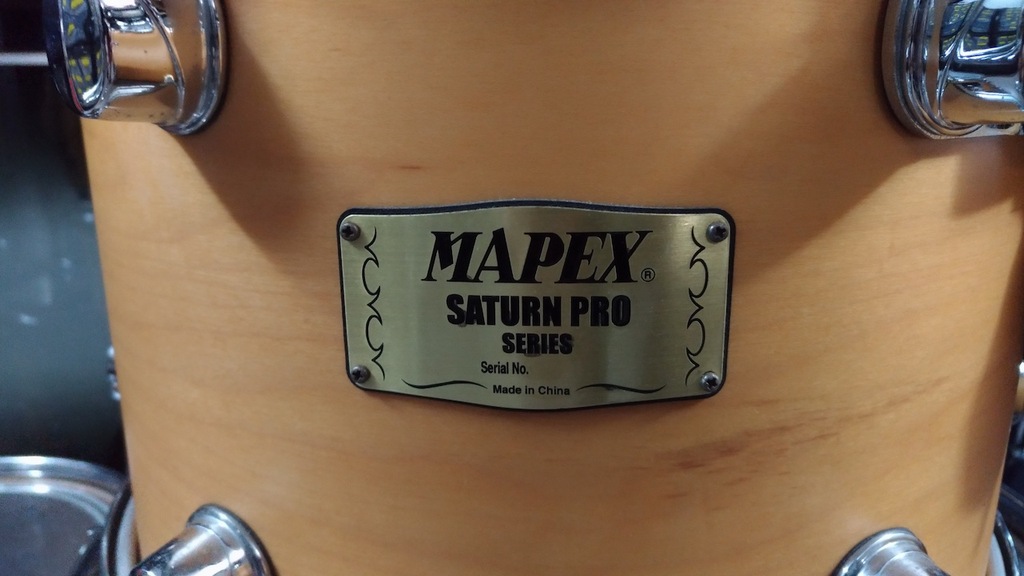 MAPEX®
SATURN PRO
SERIES
Serial No.
Made in China